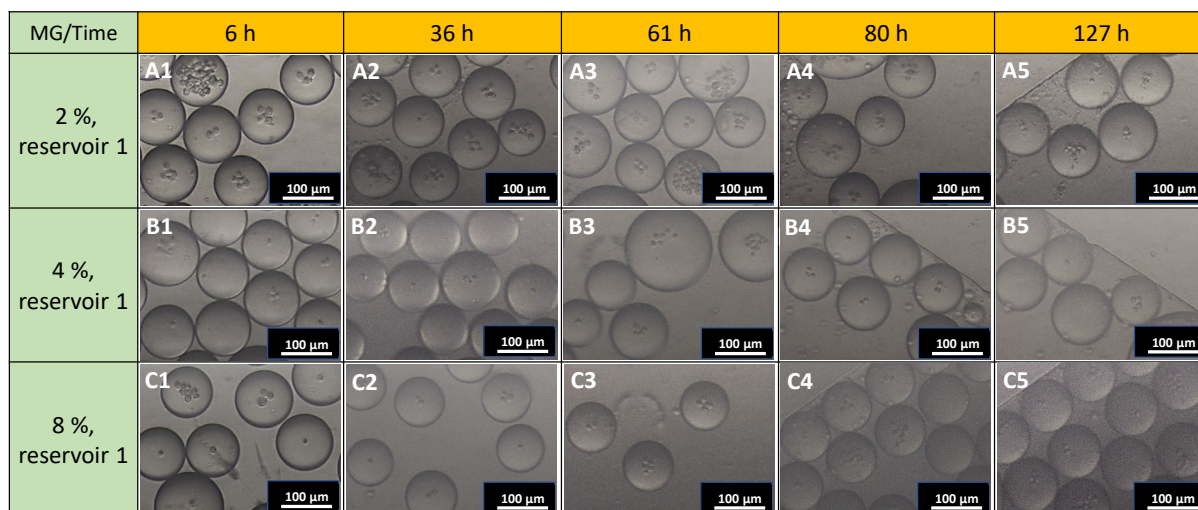 MG/Time 6 h 36 h 61 h 80 h 127 h
A1 A2 A3 A4 A5
2 %,
reservoir 1
100 µm 100 µm 100 µm 100 µm 100 µm
B1 B2 B3 B4 B5
4 %,
reservoir 1
100 µm 100 µm 100 µm 100 µm 100 µm
C1 C2 C3 C4 C5
8 %,
reservoir 1
100 µm 100 µm 100 µm 100 µm 100 µm